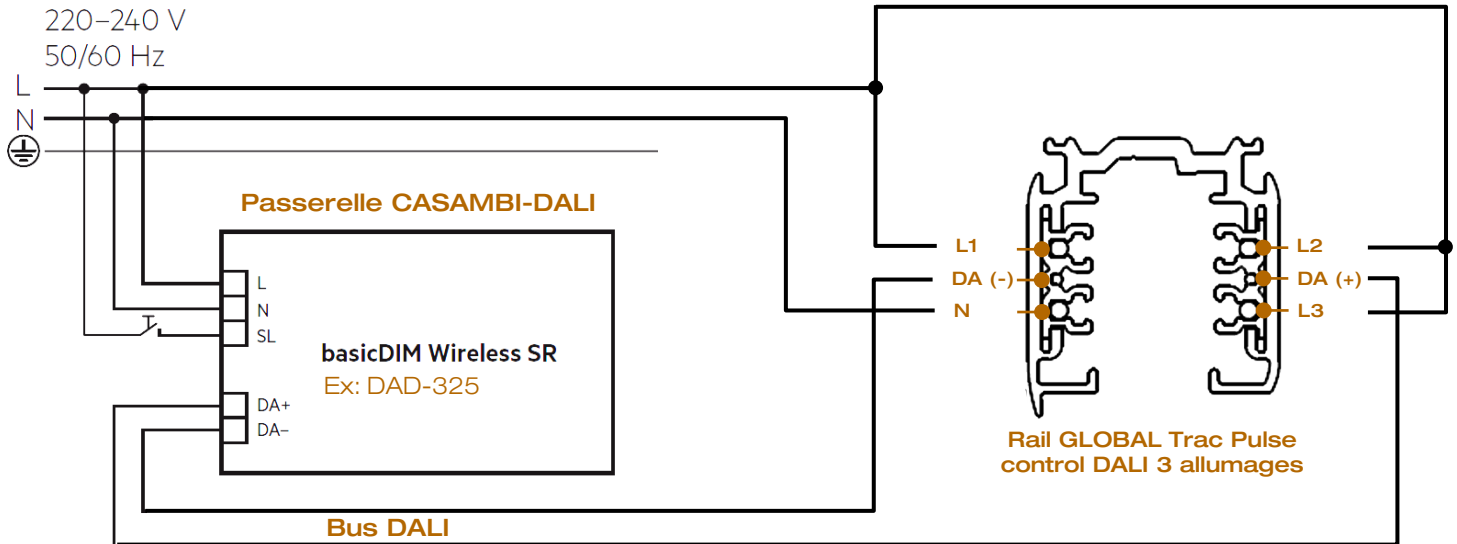 220–240 V
50/60 Hz
L
N
Passerelle CASAMBI-DALI
L
N
SL
basicDIM Wireless SR
Ex: DAD-325
DA+
DA–
Bus DALI
L1
DA (-)
N
L2
DA (+)
L3
Rail GLOBAL Trac Pulse
control DALI 3 allumages